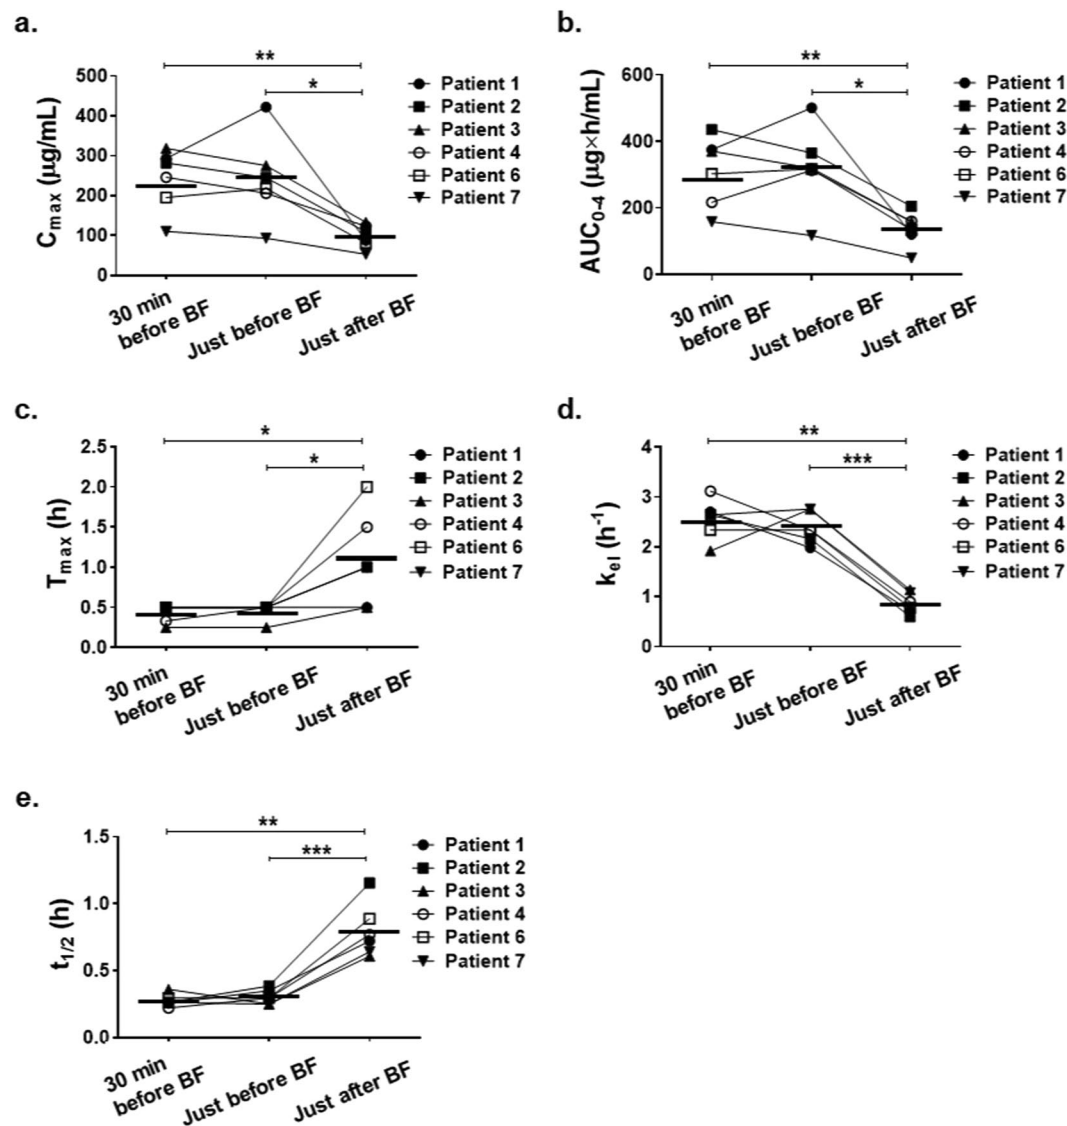 a.
**
*
500
400
300
200
100
0
Cmax (µg/mL)
30 min
before BF
Just before BF
Just after BF
Patient 1
Patient 2
Patient 3
Patient 4
Patient 6
Patient 7
b.
**
*
600
400
200
0
AUC0-4 (µg×h/mL)
30 min
before BF
Just before BF
Just after BF
Patient 1
Patient 2
Patient 3
Patient 4
Patient 6
Patient 7
c.
*
*
2.5
2.0
1.5
1.0
0.5
0.0
Tmax (h)
30 min
before BF
Just before BF
Just after BF
Patient 1
Patient 2
Patient 3
Patient 4
Patient 6
Patient 7
d.
**
***
4
3
2
1
0
kel (h-1)
30 min
before BF
Just before BF
Just after BF
Patient 1
Patient 2
Patient 3
Patient 4
Patient 6
Patient 7
e.
**
***
1.5
1.0
0.5
0.0
t1/2 (h)
30 min
before BF
Just before BF
Just after BF
Patient 1
Patient 2
Patient 3
Patient 4
Patient 6
Patient 7